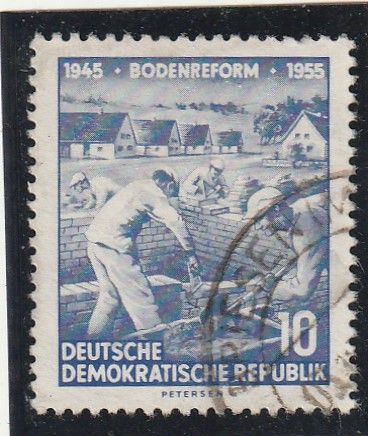 1945 · BODENREFORM · 1955
10
DEUTSCHE
DEMOKRATISCHE REPUBLIK
PETERSEN